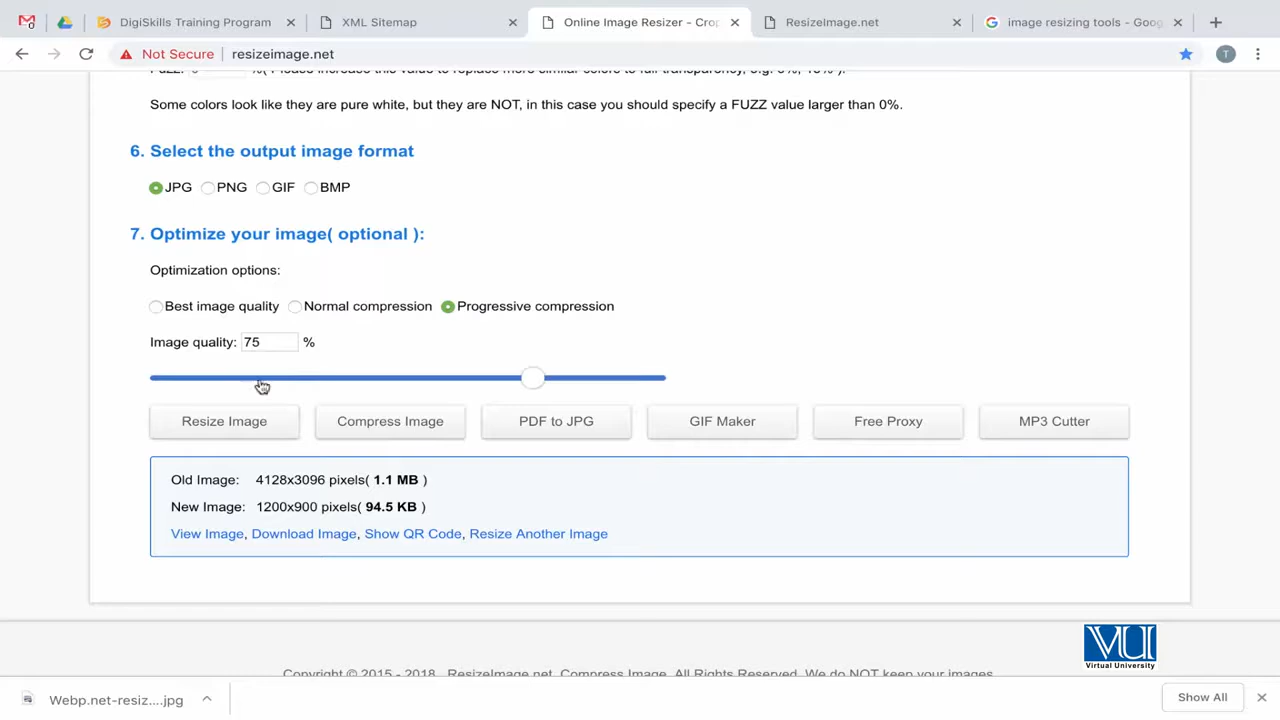 DigiSkills Training Program
XML Sitemap
Online Image Resizer - Crop
ResizeImage.net
image resizing tools - Goog
Not Secure
resizeimage.net
T
Some colors look like they are pure white, but they are NOT, in this case you should specify a FUZZ value larger than 0%.
6. Select the output image format
JPG PNG GIF BMP
7. Optimize your image( optional ):
Optimization options:
Best image quality Normal compression Progressive compression
Image quality: 75 %
Resize Image Compress Image PDF to JPG GIF Maker Free Proxy MP3 Cutter
Old Image: 4128x3096 pixels( 1.1 MB )
New Image: 1200x900 pixels( 94.5 KB )
View Image, Download Image, Show QR Code, Resize Another Image
VU
Virtual University
Copyright © 2015 - 2018 ResizeImage.net, Compress Image. All Rights Reserved. We do NOT keep your images.
Webp.net-resiz....jpg
Show All